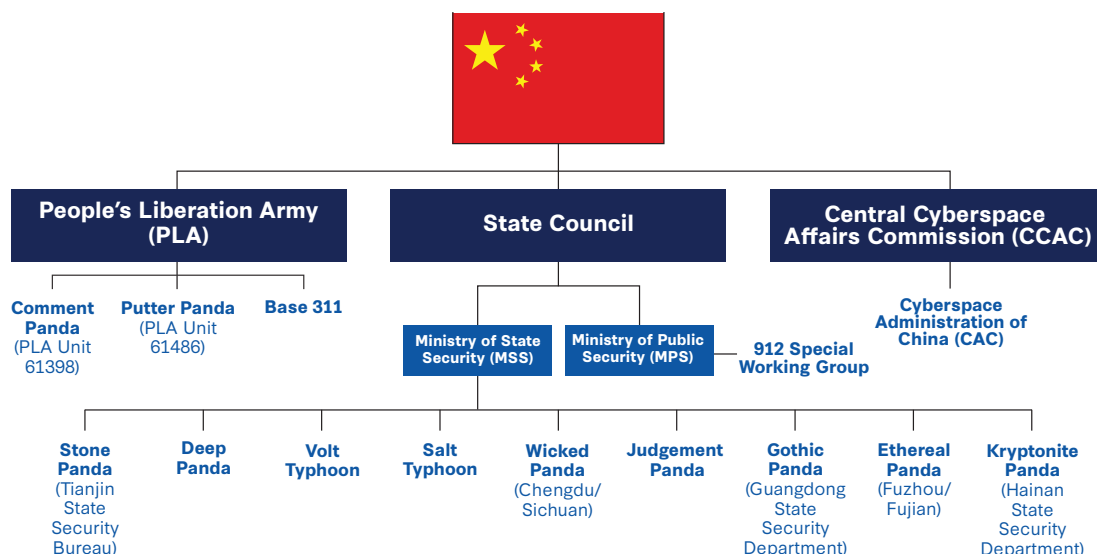 People's Liberation Army
(PLA)
State Council
Central Cyberspace
Affairs Commission (CCAC)
Comment
Panda
(PLA Unit
61398)
Putter Panda
(PLA Unit
61486)
Base 311
Cyberspace
Administration of
China (CAC)
Ministry of State
Security (MSS)
Ministry of Public
Security (MPS)
912 Special
Working Group
Stone
Panda
(Tianjin
State
Security
Bureau)
Deep
Panda
Volt
Typhoon
Salt
Typhoon
Wicked
Panda
(Chengdu/
Sichuan)
Judgement
Panda
Gothic
Panda
(Guangdong
State
Security
Department)
Ethereal
Panda
(Fuzhou/
Fujian)
Kryptonite
Panda
(Hainan
State
Security
Department)